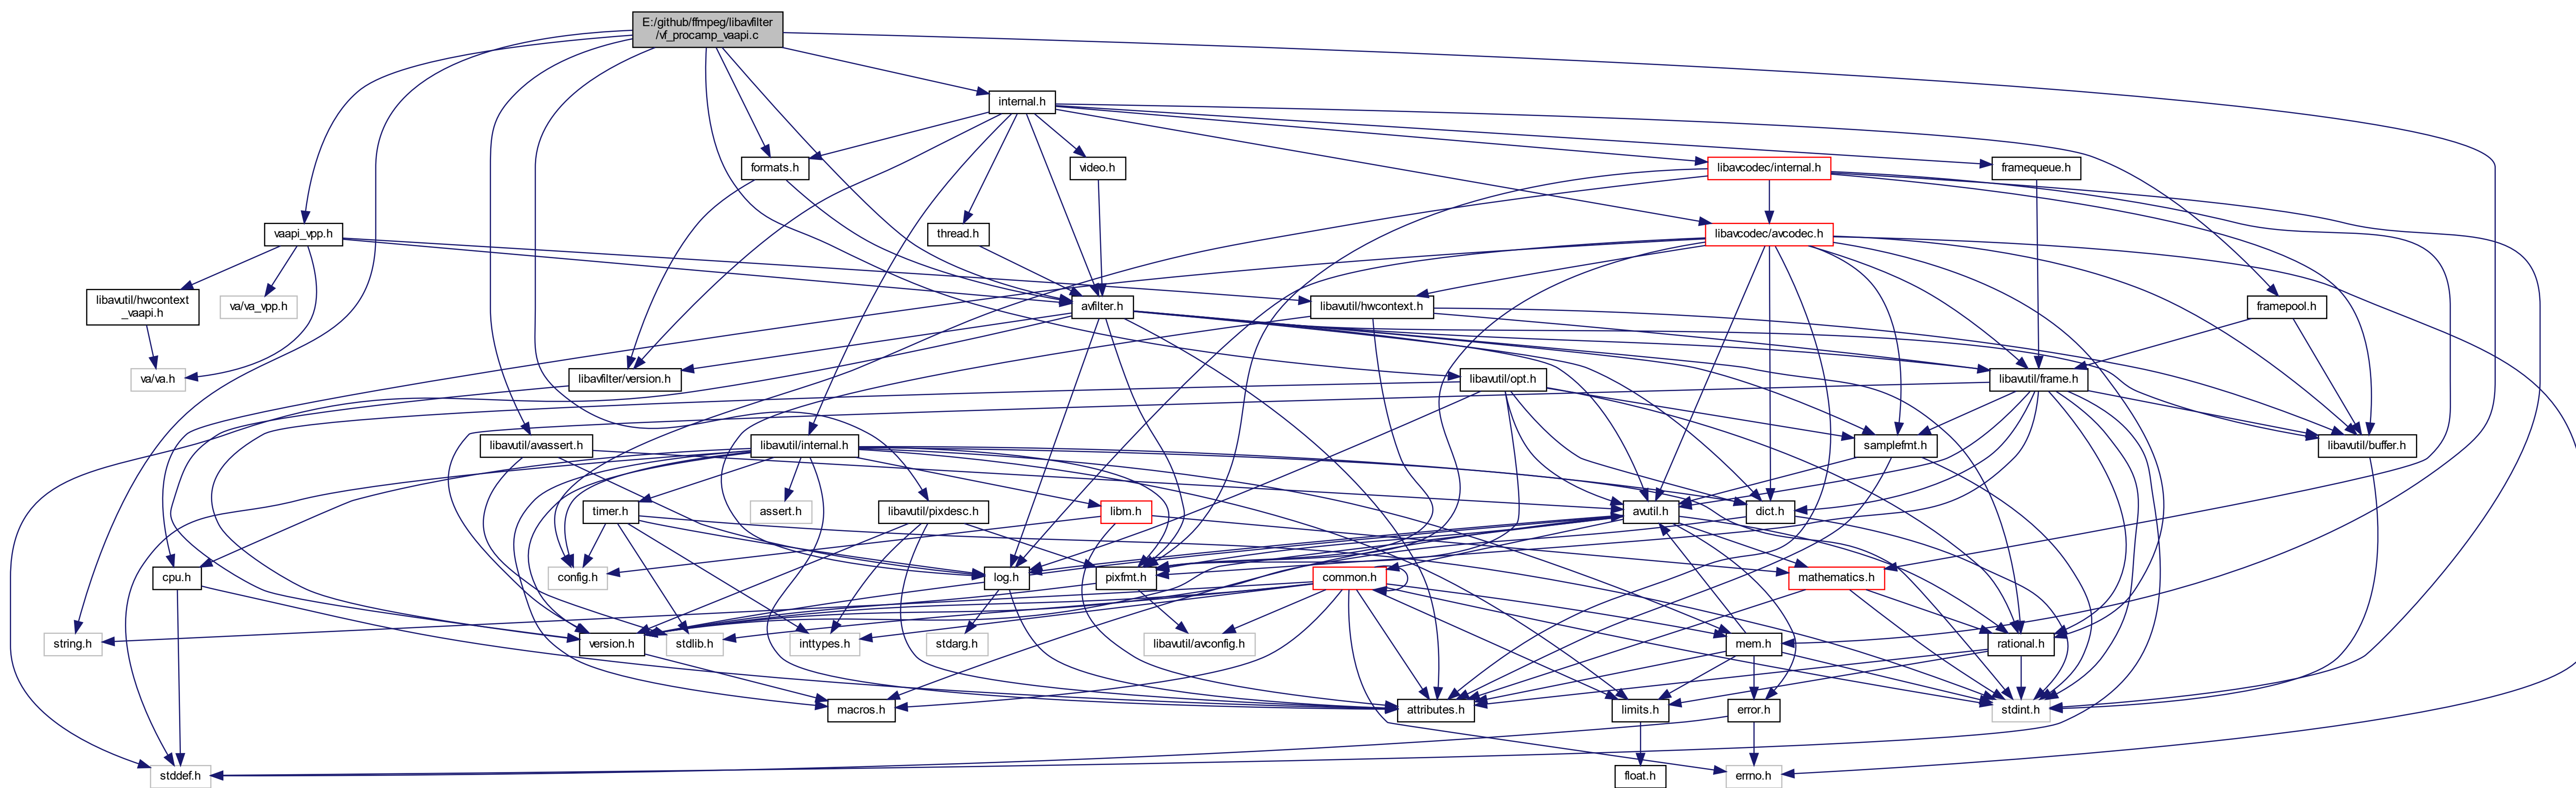 E:/github/ffmpeg/libavfilter
/vf_procamp_vaapi.c
internal.h
formats.h
video.h
libavcodec/internal.h
framequeue.h
vaapi_vpp.h
thread.h
libavcodec/avcodec.h
libavutil/hwcontext
_vaapi.h
va/va_vpp.h
avfilter.h
libavutil/hwcontext.h
framepool.h
va/va.h
libavfilter/version.h
libavutil/opt.h
libavutil/frame.h
libavutil/avassert.h
libavutil/internal.h
samplefmt.h
libavutil/buffer.h
timer.h
assert.h
libavutil/pixdesc.h
libm.h
avutil.h
dict.h
cpu.h
config.h
log.h
pixfmt.h
common.h
mathematics.h
string.h
version.h
stdlib.h
inttypes.h
stdarg.h
libavutil/avconfig.h
mem.h
rational.h
macros.h
attributes.h
limits.h
error.h
stdint.h
stddef.h
float.h
errno.h